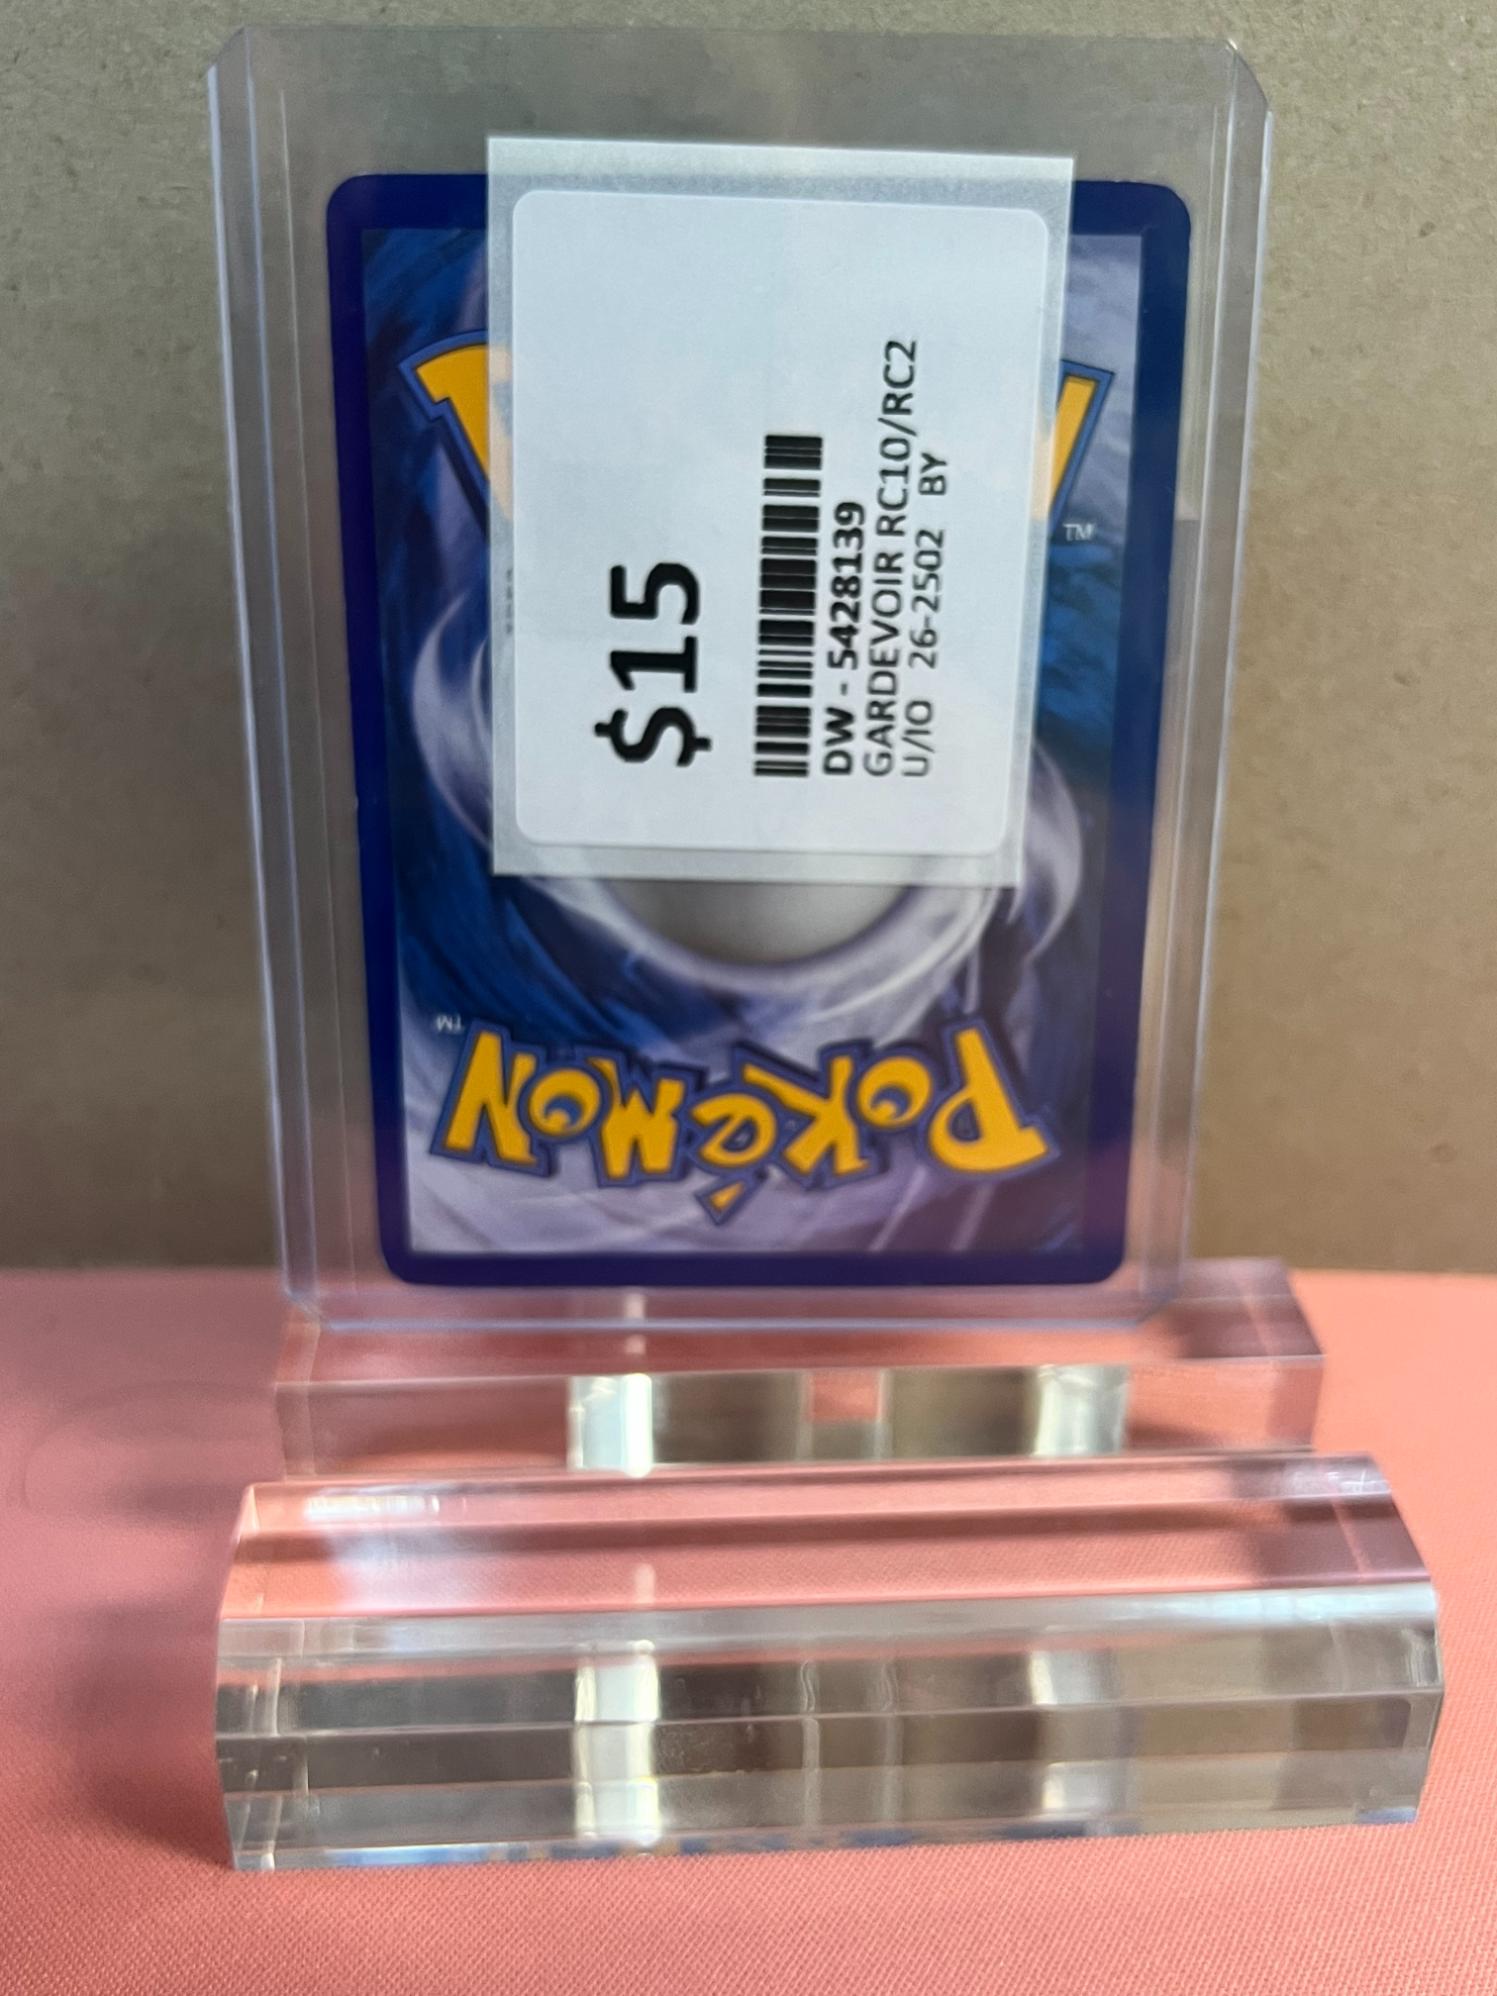 $15
DW - 5428139
GARDEVOIR RC10/RC2
U/IO 26-2502 BY
TM
POKéMON
TM